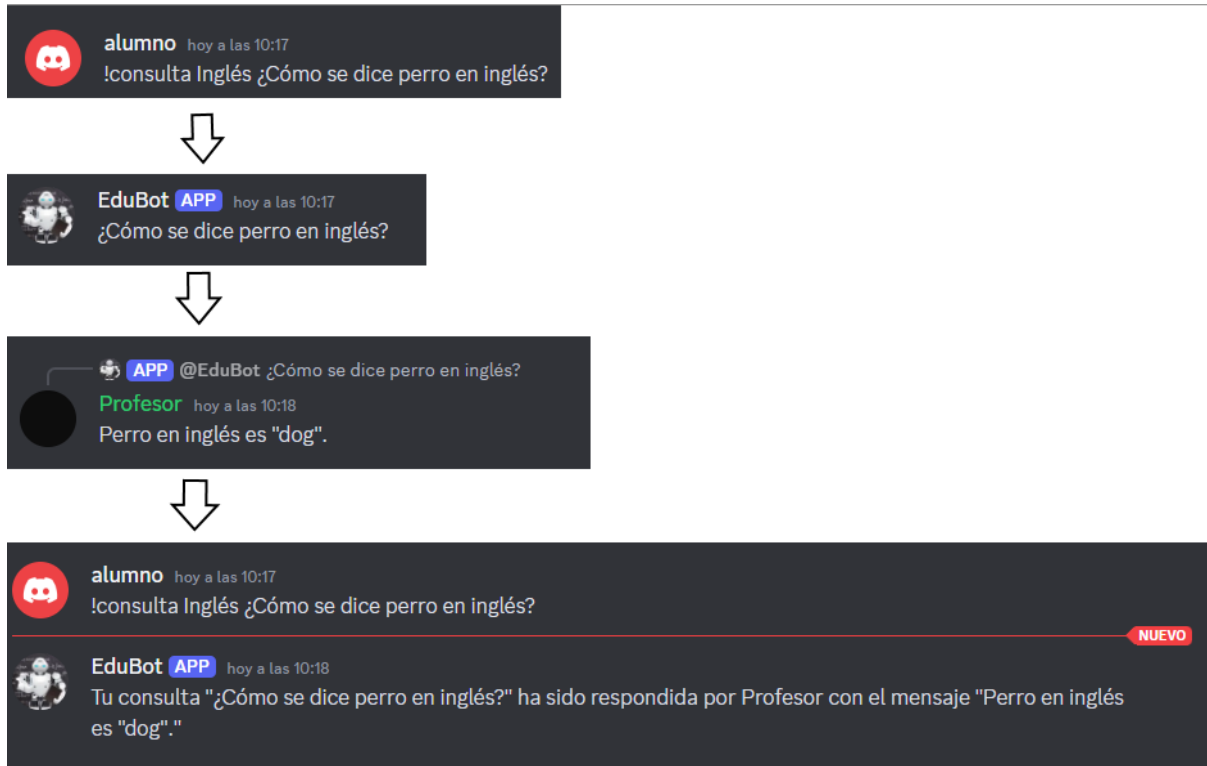 alumno hoy a las 10:17
!consulta Inglés ¿Cómo se dice perro en inglés?
EduBot APP hoy a las 10:17
¿Cómo se dice perro en inglés?
APP @EduBot ¿Cómo se dice perro en inglés?
Profesor hoy a las 10:18
Perro en inglés es "dog".
alumno hoy a las 10:17
!consulta Inglés ¿Cómo se dice perro en inglés?
NUEVO
EduBot APP hoy a las 10:18
Tu consulta "¿Cómo se dice perro en inglés?" ha sido respondida por Profesor con el mensaje "Perro en inglés
es "dog"."